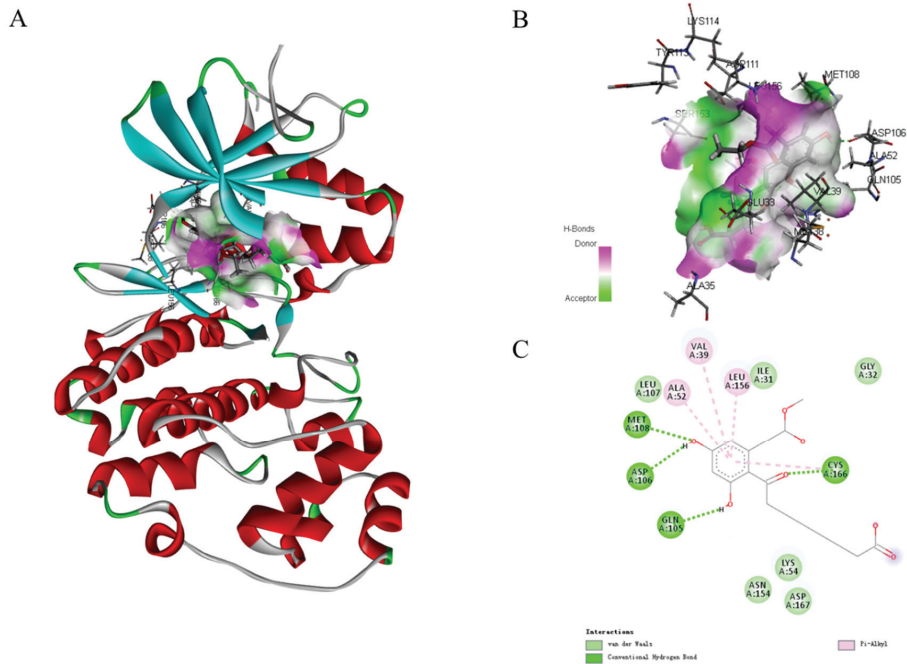 A
B
LYS114
TYR113
MET108
SER153
ASP106
ALA52
GLN105
VAL39
GLU33
ALA35
H-Bonds
Donor
Acceptor
C
VAL
A:39
LEU
A:107
ALA
A:52
LEU
A:156
ILE
A:31
GLY
A:32
MET
A:108
H
ASP
A:106
CYS
A:166
GLN
A:105
H
LYS
A:54
ASN
A:154
ASP
A:167
Interactions
van der Waals
Conventional Hydrogen Bond
Pi-Alkyl